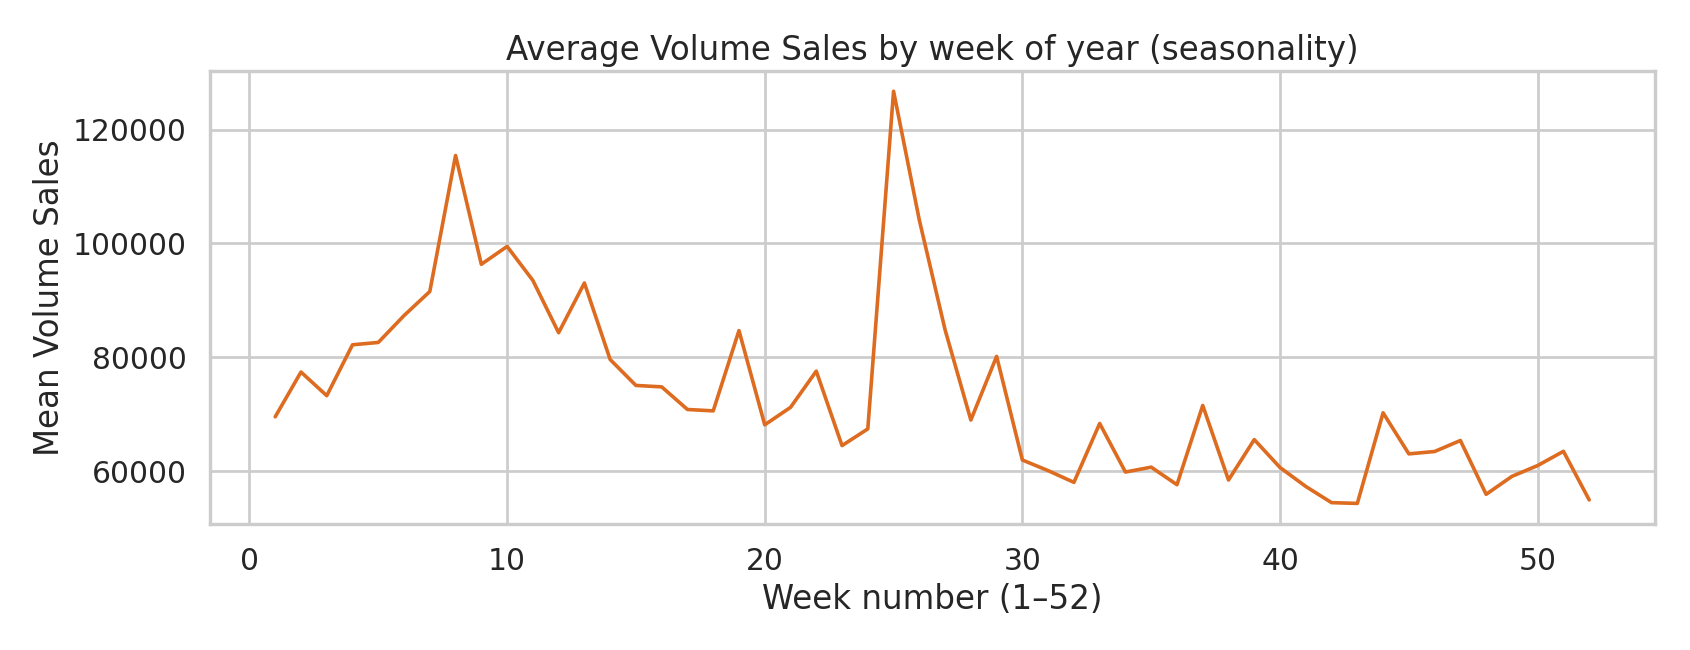 Average Volume Sales by week of year (seasonality)
Mean Volume Sales
120000
100000
80000
60000
0 10 20 30 40 50
Week number (1–52)